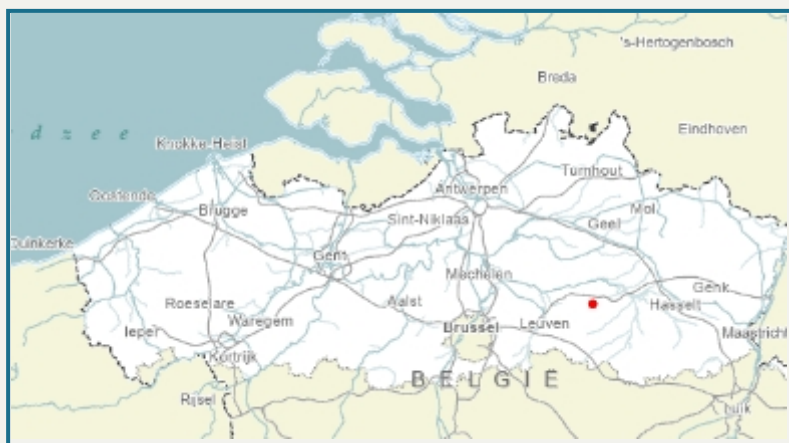 's-Hertogenbosch
Breda
Eindhoven
d z e e
Knokke-Heist
Turnhout
Antwerpen
Oostende
Mol
Brugge
Sint-Niklaas
Geel
Duinkerke
Gent
Mechelen
Genk
Roeselare
Aalst
Hasselt
Waregem
Leuven
Ieper
Brussel
Maastricht
Kortrijk
BELGIË
Rijsel
Luik